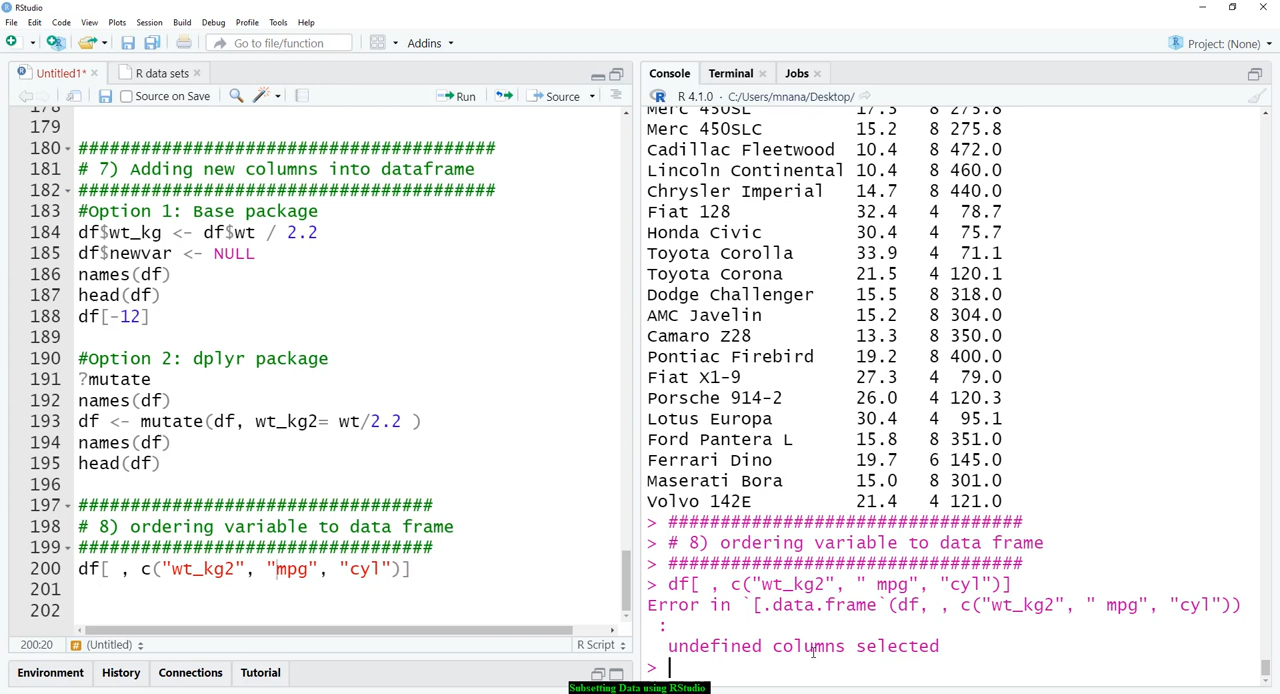 RStudio
File Edit Code View Plots Session Build Debug Profile Tools Help
Go to file/function Addins Project: (None)
Untitled1* R data sets
Source on Save Run Source
178
179
180 ########################################
181 # 7) Adding new columns into dataframe
182 ########################################
183 #Option 1: Base package
184 df$wt_kg <- df$wt / 2.2
185 df$newvar <- NULL
186 names(df)
187 head(df)
188 df[-12]
189
190 #Option 2: dplyr package
191 ?mutate
192 names(df)
193 df <- mutate(df, wt_kg2= wt/2.2 )
194 names(df)
195 head(df)
196
197 ##################################
198 # 8) ordering variable to data frame
199 ##################################
200 df[ , c("wt_kg2", "mpg", "cyl")]
201
202
200:20 # (Untitled) R Script
Environment History Connections Tutorial
Console Terminal Jobs
R 4.1.0 · C:/Users/mnana/Desktop/
Merc 450SL 17.3 8 275.8
Merc 450SLC 15.2 8 275.8
Cadillac Fleetwood 10.4 8 472.0
Lincoln Continental 10.4 8 460.0
Chrysler Imperial 14.7 8 440.0
Fiat 128 32.4 4 78.7
Honda Civic 30.4 4 75.7
Toyota Corolla 33.9 4 71.1
Toyota Corona 21.5 4 120.1
Dodge Challenger 15.5 8 318.0
AMC Javelin 15.2 8 304.0
Camaro Z28 13.3 8 350.0
Pontiac Firebird 19.2 8 400.0
Fiat X1-9 27.3 4 79.0
Porsche 914-2 26.0 4 120.3
Lotus Europa 30.4 4 95.1
Ford Pantera L 15.8 8 351.0
Ferrari Dino 19.7 6 145.0
Maserati Bora 15.0 8 301.0
Volvo 142E 21.4 4 121.0
> ##################################
> # 8) ordering variable to data frame
> ##################################
> df[ , c("wt_kg2", " mpg", "cyl")]
Error in `[.data.frame`(df, , c("wt_kg2", " mpg", "cyl"))
:
undefined columns selected
>
Subsetting Data using RStudio